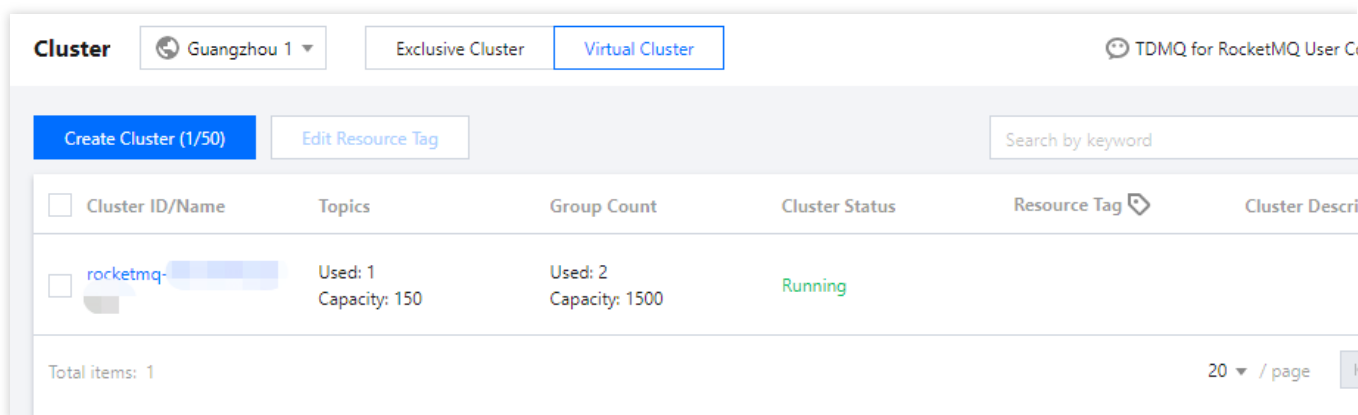 Cluster Guangzhou 1 Exclusive Cluster Virtual Cluster TDMQ for RocketMQ User
Create Cluster (1/50) Edit Resource Tag Search by keyword
Cluster ID/Name Topics Group Count Cluster Status Resource Tag Cluster
rocketmq- Used: 1 Used: 2
Capacity: 150 Capacity: 1500 Running
Total items: 1 20 / page